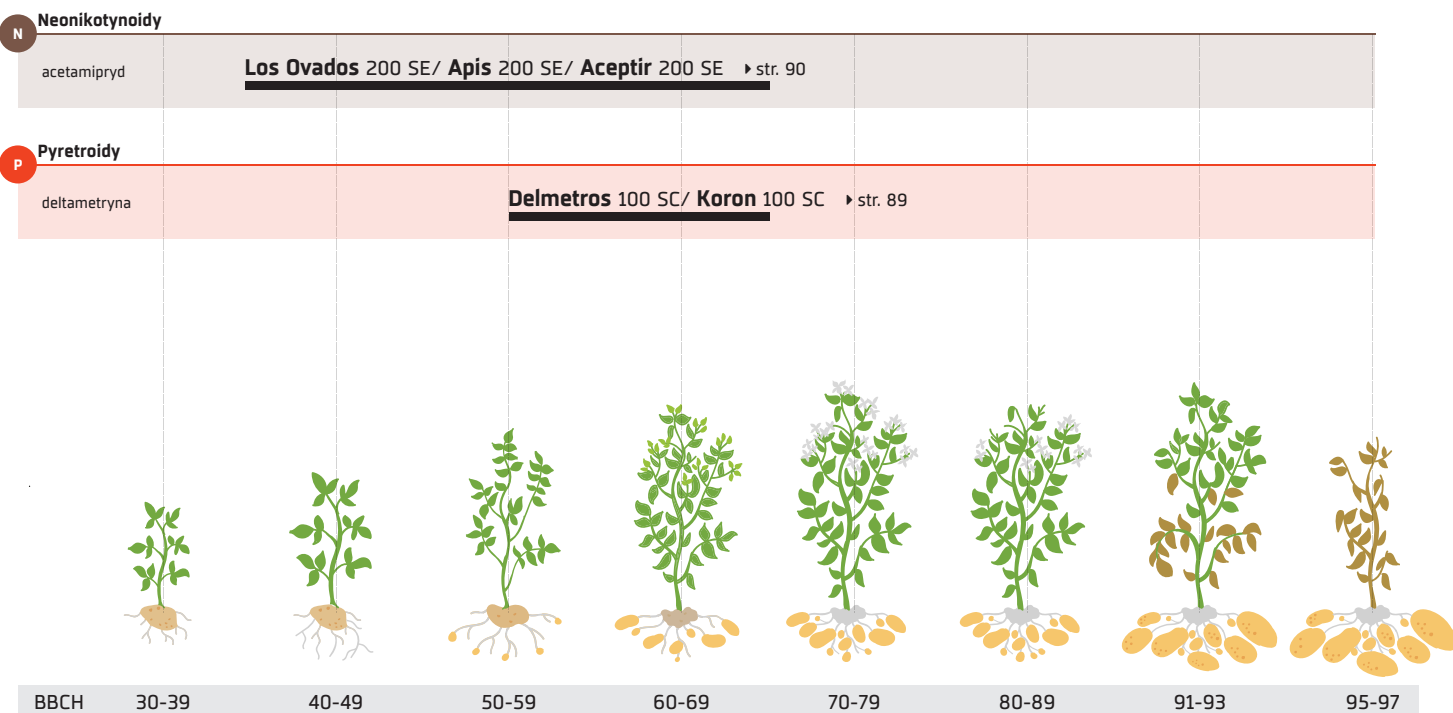 Neonikotynoidy
N
acetamipryd
Los Ovados 200 SE/ Apis 200 SE/ Aceptir 200 SE str. 90
Pyretroidy
P
deltametryna
Delmetros 100 SC/ Koron 100 SC str. 89
BBCH 30-39 40-49 50-59 60-69 70-79 80-89 91-93 95-97